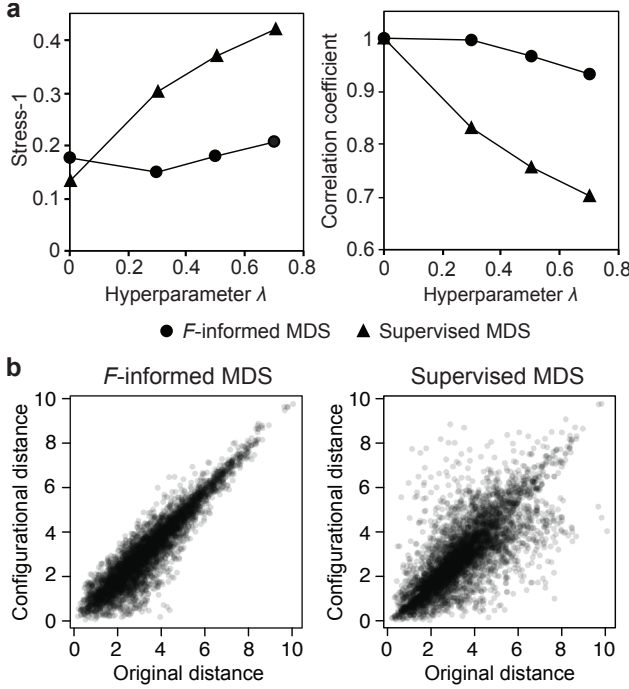 a
0.4
0.3
0.2
0.1
0
Stress-1
0 0.2 0.4 0.6 0.8
Hyperparameter λ
1
0.9
0.8
0.7
0.6
Correlation coefficient
0 0.2 0.4 0.6 0.8
Hyperparameter λ
F-informed MDS Supervised MDS
b
F-informed MDS
10
8
6
4
2
0
Configurational distance
0 2 4 6 8 10
Original distance
Supervised MDS
10
8
6
4
2
0
Configurational distance
0 2 4 6 8 10
Original distance